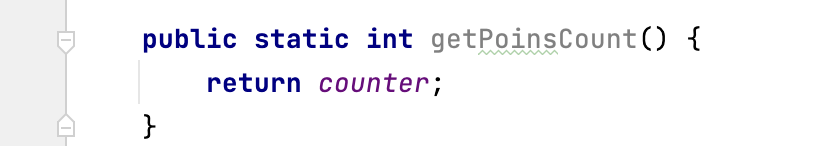 public static int getPoinsCount() {
    return counter;
}